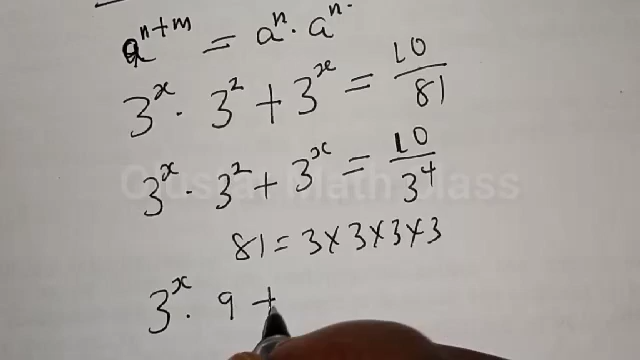 a^{n+m} = a^n · a^n·
3^x · 3^2 + 3^x = 10/81
3^x · 3^2 + 3^x = 10/3^4
81 = 3×3×3×3
3^x · 9 +